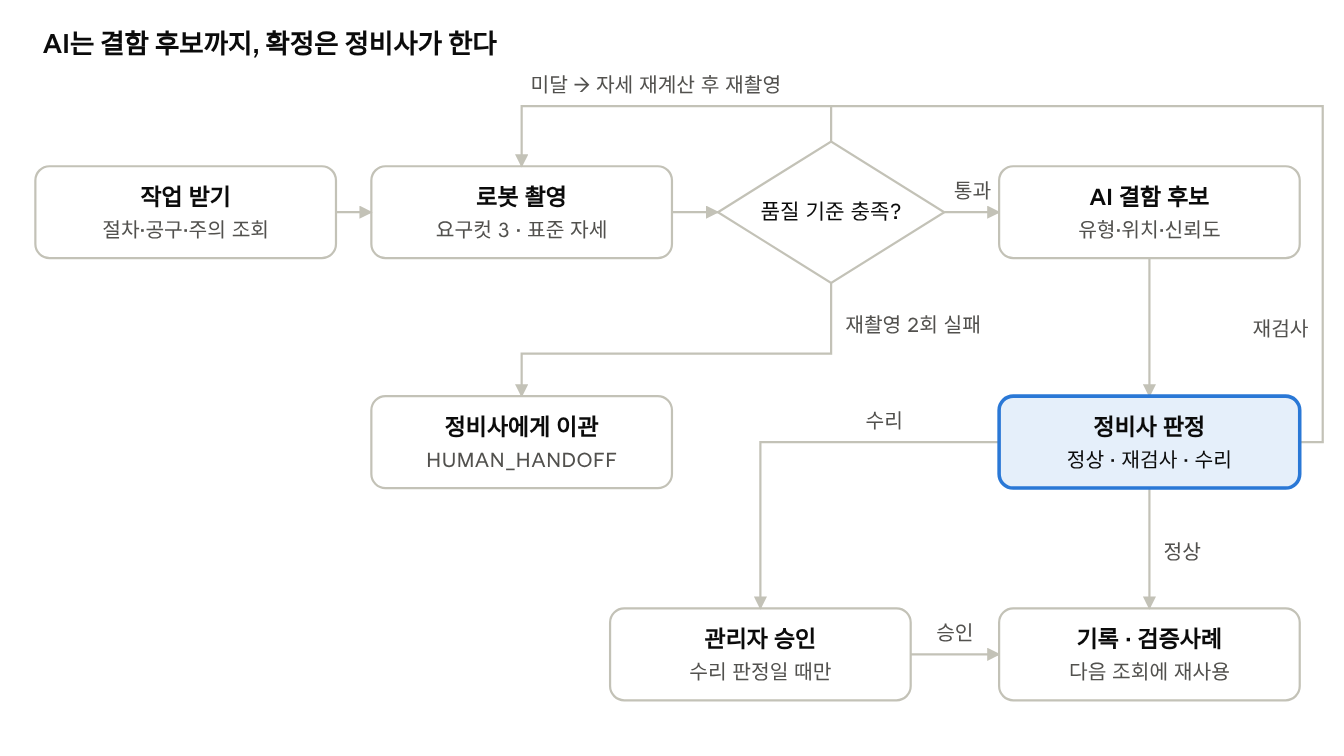 AI는 결함 후보까지, 확정은 정비사가 한다
미달 → 자세 재계산 후 재촬영
작업 받기
절차·공구·주의 조회
로봇 촬영
요구컷 3 · 표준 자세
품질 기준 충족?
통과
AI 결함 후보
유형·위치·신뢰도
재촬영 2회 실패
재검사
정비사에게 이관
HUMAN_HANDOFF
수리
정비사 판정
정상 · 재검사 · 수리
정상
관리자 승인
수리 판정일 때만
승인
기록 · 검증사례
다음 조회에 재사용